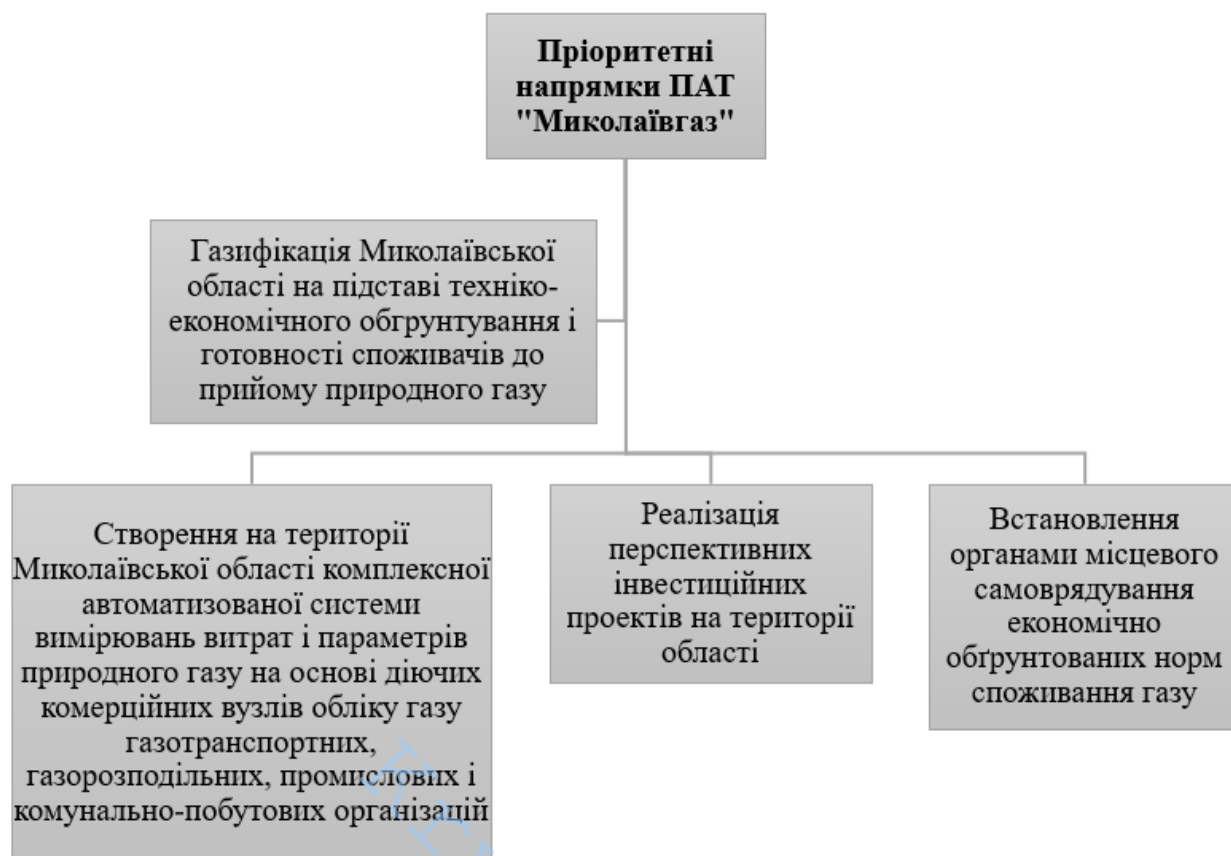 Пріоритетні
напрямки ПАТ
"Миколаївгаз"
Газифікація Миколаївської
області на підставі техніко-
економічного обгрунтування і
готовності споживачів до
прийому природного газу
Створення на території
Миколаївської області комплексної
автоматизованої системи
вимірювань витрат і параметрів
природного газу на основі діючих
комерційних вузлів обліку газу
газотранспортних,
газорозподільних, промислових і
комунально-побутових організацій
Реалізація
перспективних
інвестиційних
проектів на території
області
Встановлення
органами місцевого
самоврядування
економічно
обґрунтованих норм
споживання газу